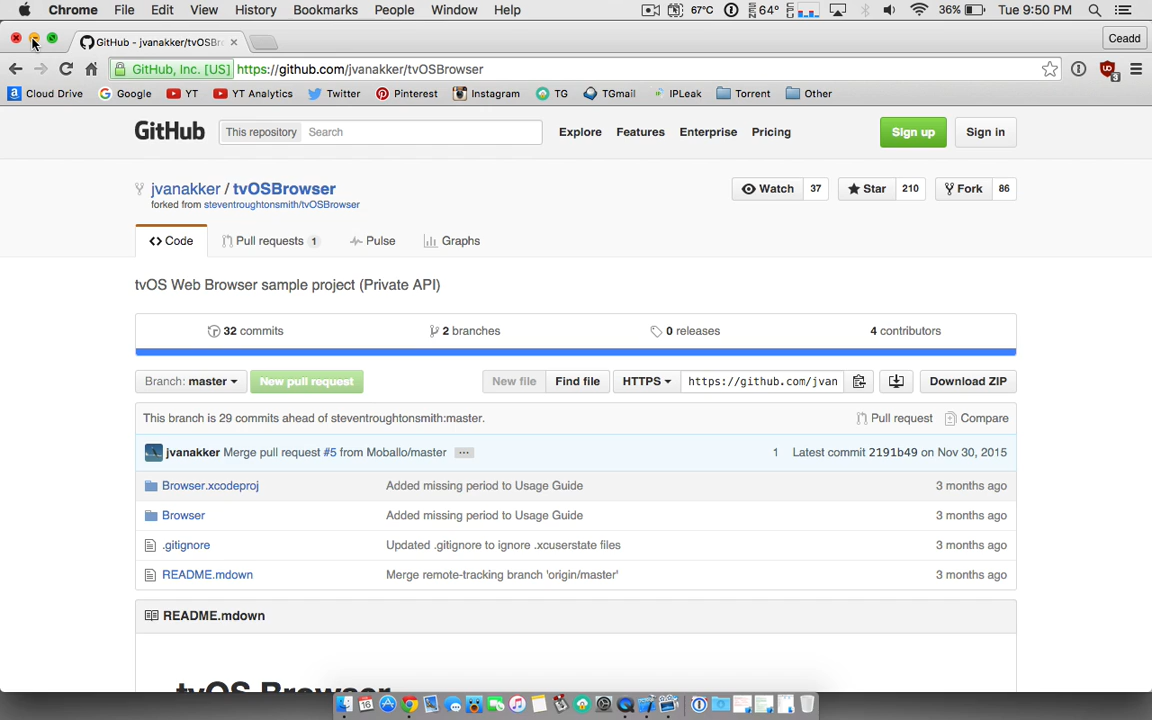 Chrome File Edit View History Bookmarks People Window Help 67°C 64° 36% Tue 9:50 PM
GitHub - jvanakker/tvOSBro Ceadd
GitHub, Inc. [US] https://github.com/jvanakker/tvOSBrowser
Cloud Drive Google YT YT Analytics Twitter Pinterest Instagram TG TGmail IPLeak Torrent Other
GitHub This repository Search Explore Features Enterprise Pricing Sign up Sign in
jvanakker / tvOSBrowser Watch 37 Star 210 Fork 86
forked from steventroughtonsmith/tvOSBrowser
Code Pull requests 1 Pulse Graphs
tvOS Web Browser sample project (Private API)
32 commits 2 branches 0 releases 4 contributors
Branch: master New pull request New file Find file HTTPS https://github.com/jvan Download ZIP
This branch is 29 commits ahead of steventroughtonsmith:master. Pull request Compare
jvanakker Merge pull request #5 from Moballo/master ... 1 Latest commit 2191b49 on Nov 30, 2015
Browser.xcodeproj Added missing period to Usage Guide 3 months ago
Browser Added missing period to Usage Guide 3 months ago
.gitignore Updated .gitignore to ignore .xcuserstate files 3 months ago
README.mdown Merge remote-tracking branch 'origin/master' 3 months ago
README.mdown
tvOS Browser